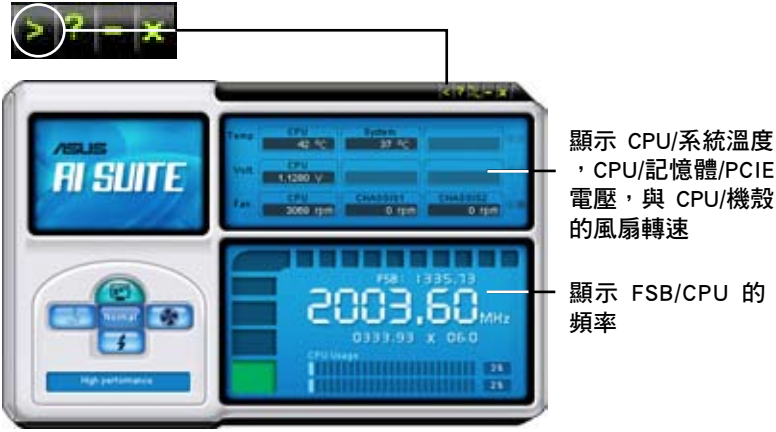 > ? - x
< ? - x
ASUS
AI SUITE
Temp.
CPU
System
42 °C
37 °C
Volt.
CPU
1.1280 V
Fan
CPU
CHASSIS1
CHASSIS2
3068 rpm
0 rpm
0 rpm
顯示 CPU/系統溫度
，CPU/記憶體/PCIE
電壓，與 CPU/機殼
的風扇轉速
FSB: 1335.73
2003.60 MHz
0333.93 x 06.0
CPU Usage
顯示 FSB/CPU 的
頻率
Normal
High performance